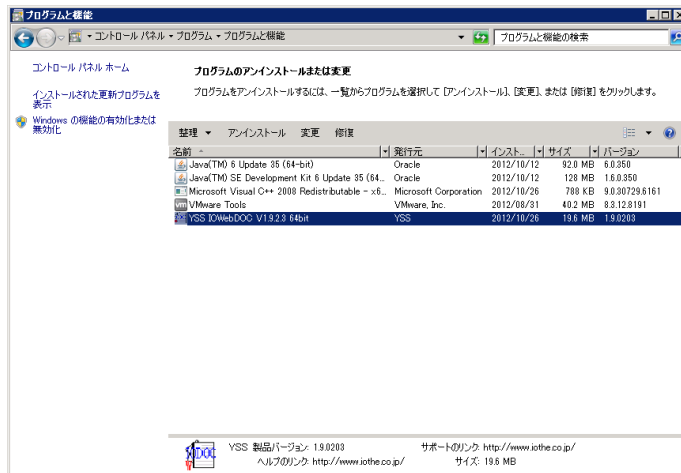 プログラムと機能
コントロール パネル ▾ プログラム ▾ プログラムと機能
プログラムと機能の検索
コントロール パネル ホーム
インストールされた更新プログラムを
表示
Windows の機能の有効化または
無効化
プログラムのアンインストールまたは変更
プログラムをアンインストールするには、一覧からプログラムを選択して [アンインストール]、[変更]、または [修復] をクリックします。
整理 ▾ アンインストール 変更 修復
名前 発行元 インスト... サイズ バージョン
Java(TM) 6 Update 35 (64-bit) Oracle 2012/10/12 92.0 MB 6.0.350
Java(TM) SE Development Kit 6 Update 35 (64... Oracle 2012/10/12 128 MB 1.6.0.350
Microsoft Visual C++ 2008 Redistributable - x6... Microsoft Corporation 2012/10/26 788 KB 9.0.30729.6161
VMware Tools VMware, Inc. 2012/08/31 40.2 MB 8.3.12.8191
YSS IOWebDOC V1.9.2.3 64bit YSS 2012/10/26 19.6 MB 1.9.0203
YSS 製品バージョン: 1.9.0203 サポートのリンク: http://www.iothe.co.jp/
ヘルプのリンク: http://www.iothe.co.jp/ サイズ: 19.6 MB